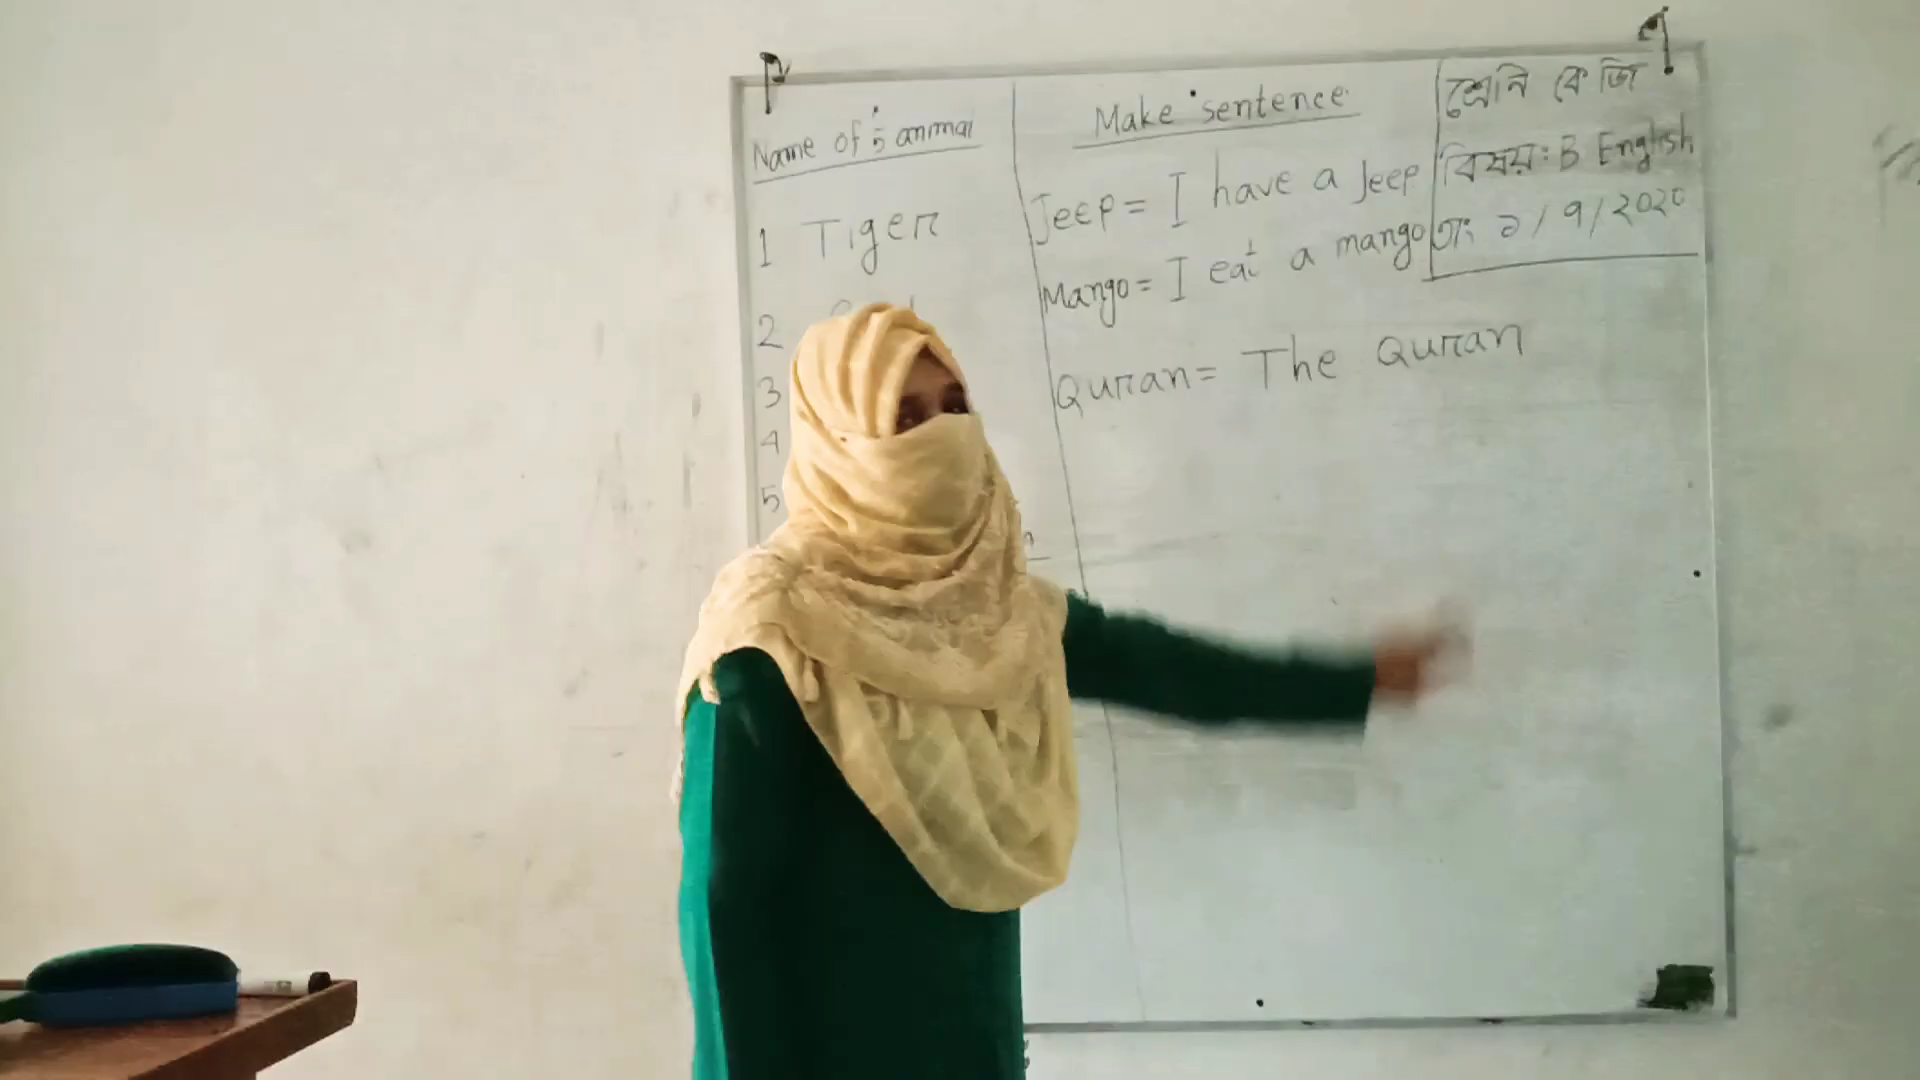 Name of 5 animal
1 Tiger
2
3
4
5
Make sentence
Jeep = I have a Jeep
Mango = I eat a mango
Quran = The Quran
শ্রেনি কে জি
বিষয়: B English
তাং ১/৭/২০২০